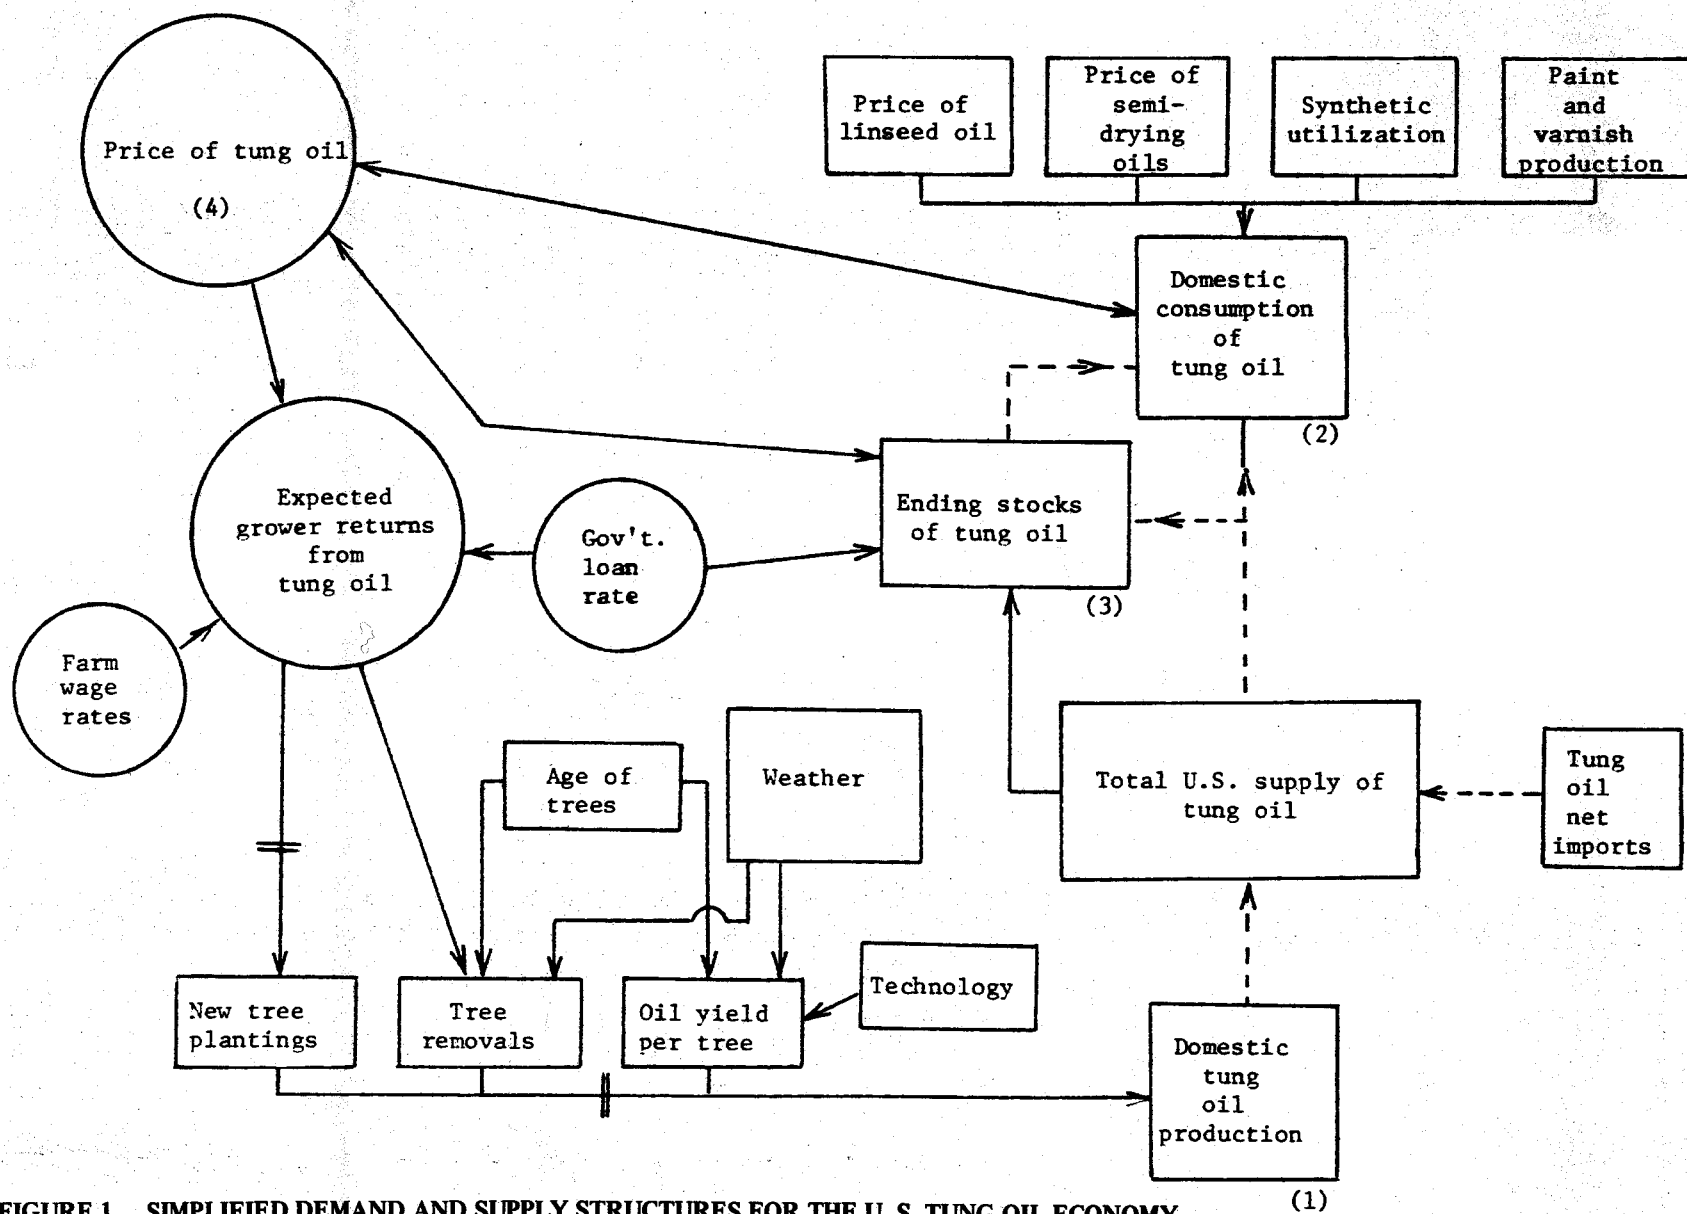 Price of tung oil
(4)
Price of
linseed oil
Price of
semi-
drying
oils
Synthetic
utilization
Paint
and
varnish
production
Domestic
consumption
of
tung oil
(2)
Expected
grower returns
from
tung oil
Gov't.
loan
rate
Ending stocks
of tung oil
(3)
Farm
wage
rates
Age of
trees
Weather
Total U.S. supply of
tung oil
Tung
oil
net
imports
New tree
plantings
Tree
removals
Oil yield
per tree
Technology
Domestic
tung
oil
production
(1)
FIGURE 1. SIMPLIFIED DEMAND AND SUPPLY STRUCTURES FOR THE U. S. TUNG OIL ECONOMY